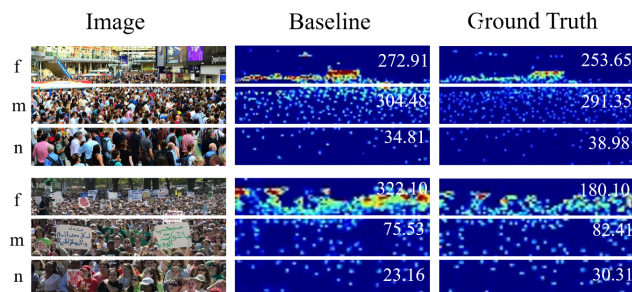 Image Baseline Ground Truth
f 272.91 253.65
m 304.48 291.35
n 34.81 38.98
f 322.10 180.10
m 75.53 82.41
n 23.16 30.31